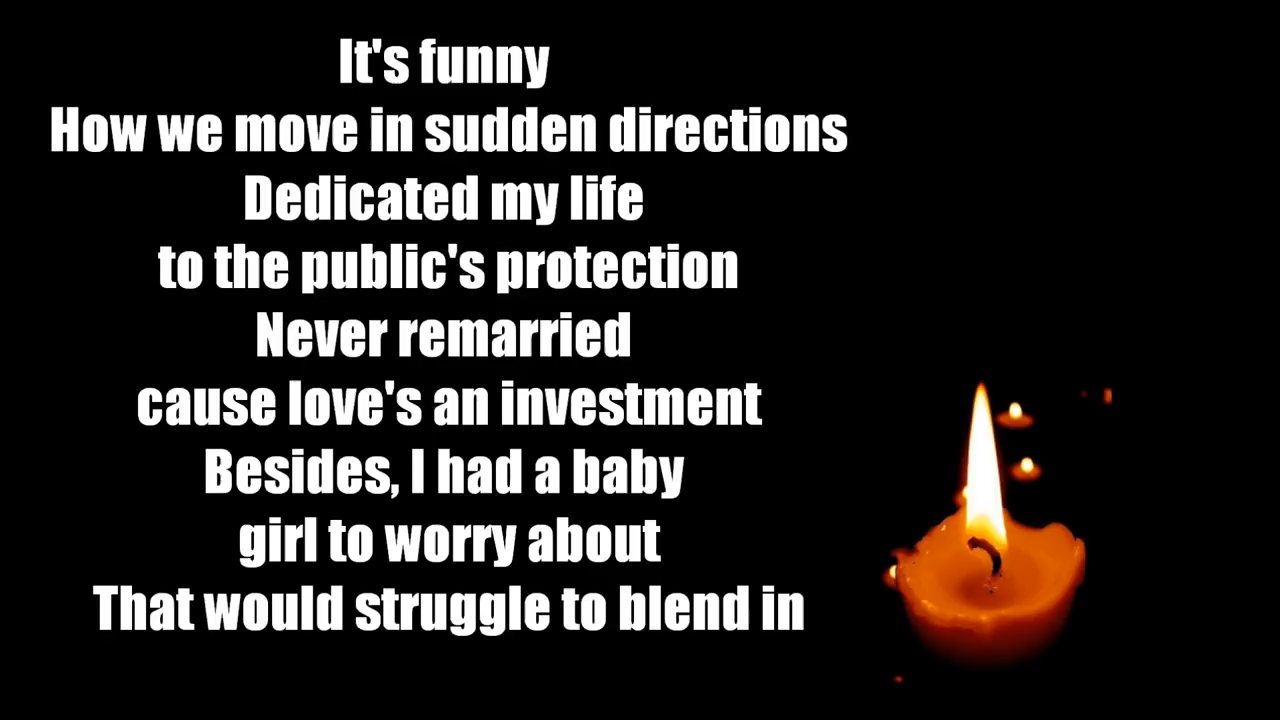 It's funny
How we move in sudden directions
Dedicated my life
to the public's protection
Never remarried
cause love's an investment
Besides, I had a baby
girl to worry about
That would struggle to blend in